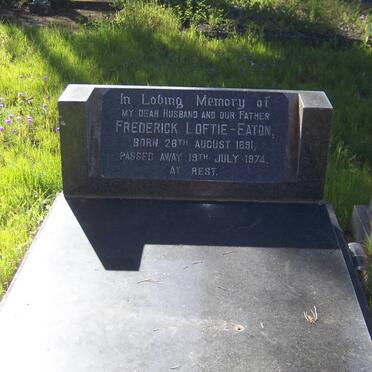 In Loving Memory of
MY DEAR HUSBAND AND OUR FATHER
FREDERICK LOFTIE-EATON,
BORN 28TH AUGUST 1891,
PASSED AWAY 19TH JULY 1974.
AT REST.